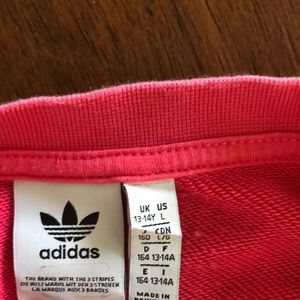 adidas
THE BRAND WITH THE 3 STRIPES
DIE WELTMARKE MIT DEN 3 STREIFEN
LA MARQUE AUX 3 BANDES
UK US
13-14Y L
CDN
160 L/G
D F
164 13-14A
E I
164 13-14A
MADE IN